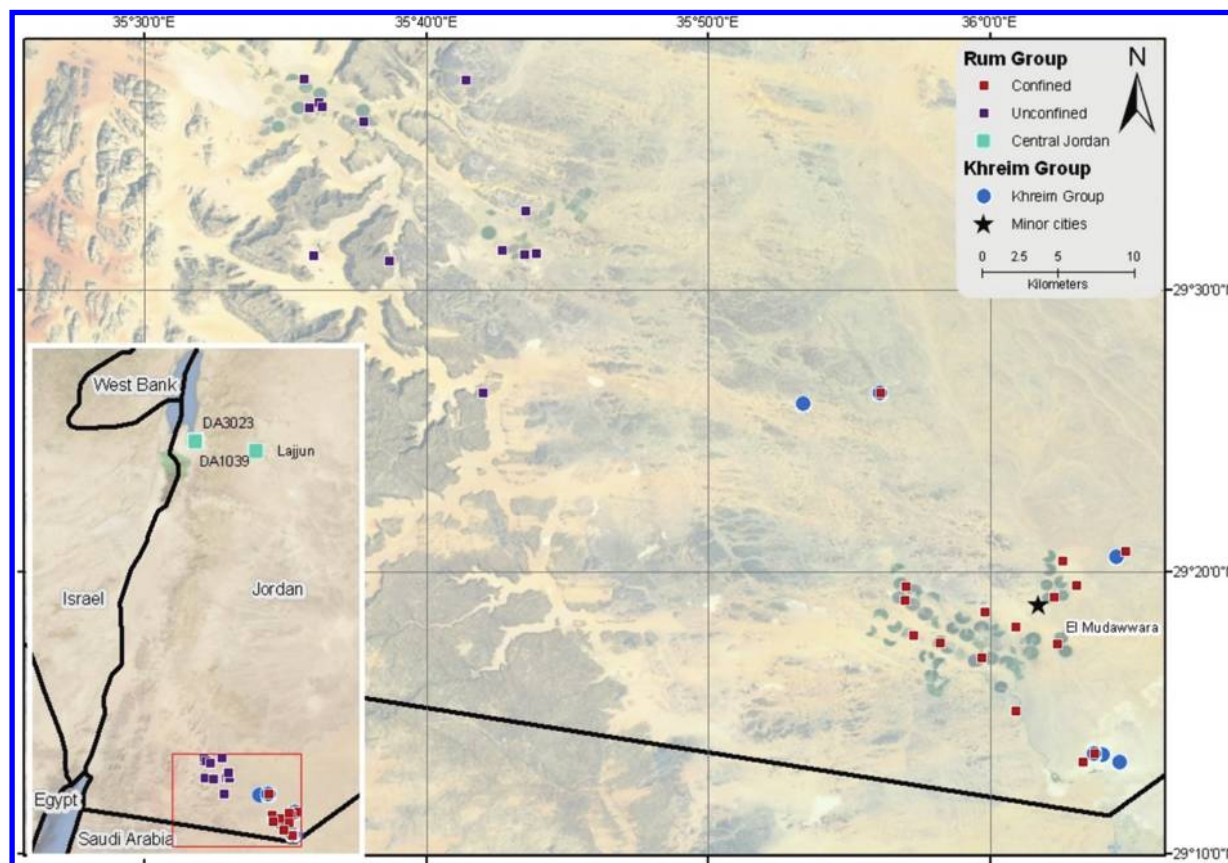 35°30'0"E
35°40'0"E
35°50'0"E
36°0'0"E
Rum Group
N
Confined
Unconfined
Central Jordan
Khreim Group
Khreim Group
Minor cities
0 2.5 5 10
Kilometers
29°30'0"N
29°20'0"N
29°10'0"N
El Mudawwara
West Bank
DA3023
DA1039
Lajjun
Israel
Jordan
Egypt
Saudi Arabia